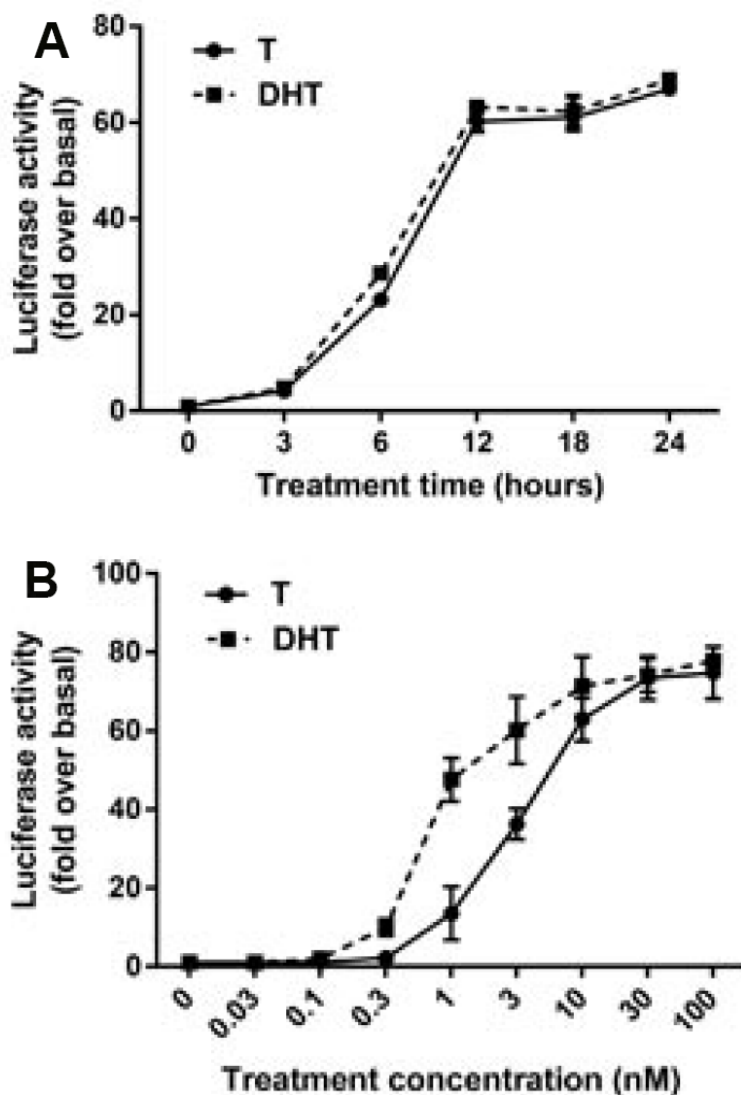 A
T
DHT
Luciferase activity
(fold over basal)
80
60
40
20
0
0 3 6 12 18 24
Treatment time (hours)
B
T
DHT
Luciferase activity
(fold over basal)
100
80
60
40
20
0
0 0.03 0.1 0.3 1 3 10 30 100
Treatment concentration (nM)